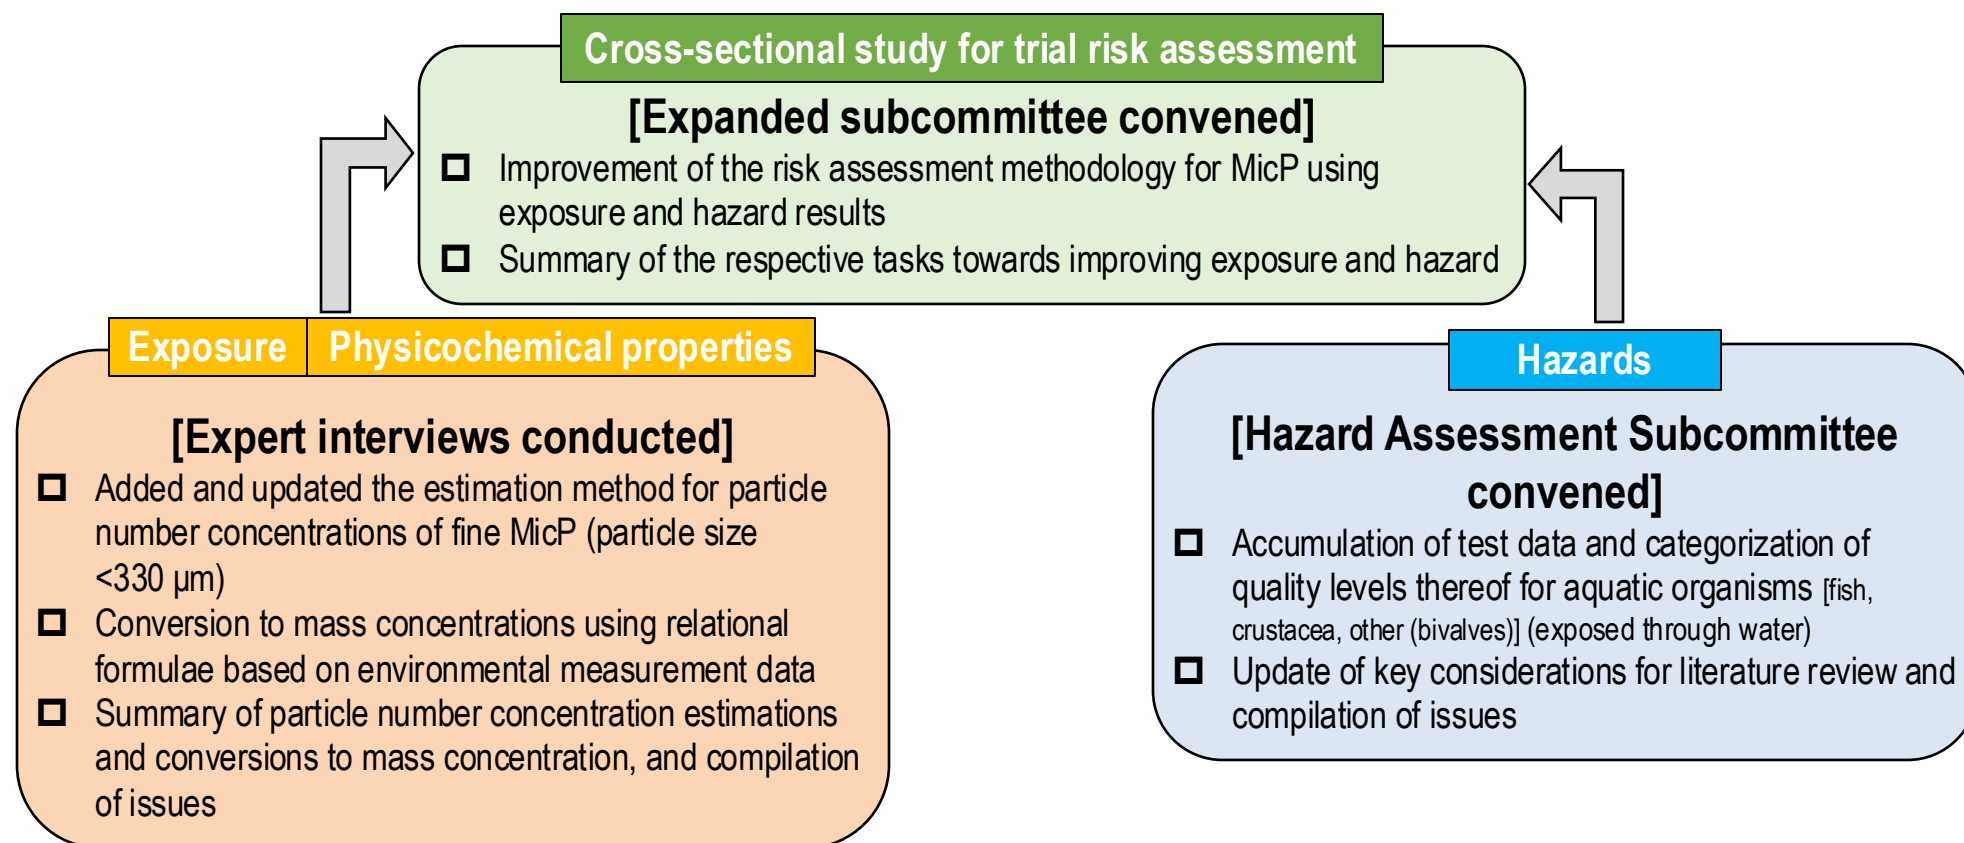 Cross-sectional study for trial risk assessment
[Expanded subcommittee convened]
Improvement of the risk assessment methodology for MicP using
exposure and hazard results
Summary of the respective tasks towards improving exposure and hazard
Exposure
Physicochemical properties
[Expert interviews conducted]
Added and updated the estimation method for particle
number concentrations of fine MicP (particle size
<330 µm)
Conversion to mass concentrations using relational
formulae based on environmental measurement data
Summary of particle number concentration estimations
and conversions to mass concentration, and compilation
of issues
Hazards
[Hazard Assessment Subcommittee
convened]
Accumulation of test data and categorization of
quality levels thereof for aquatic organisms [fish,
crustacea, other (bivalves)] (exposed through water)
Update of key considerations for literature review and
compilation of issues